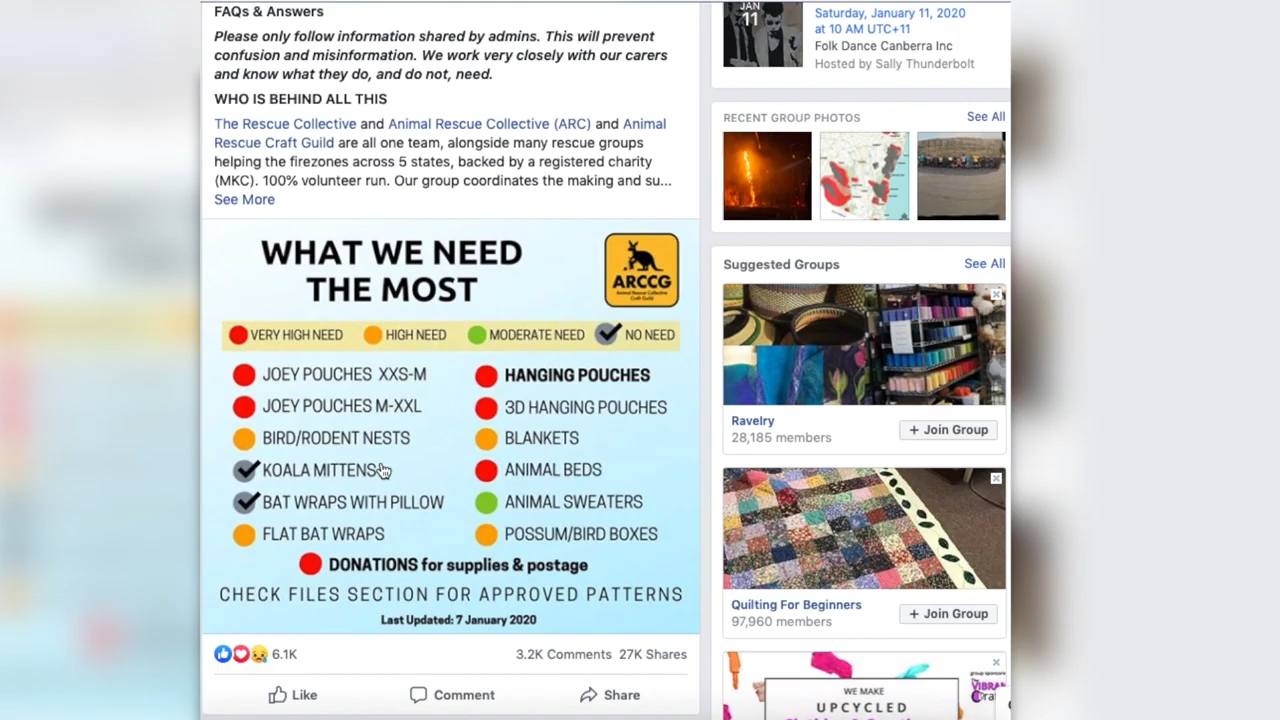 FAQs & Answers
Please only follow information shared by admins. This will prevent
confusion and misinformation. We work very closely with our carers
and know what they do, and do not, need.
WHO IS BEHIND ALL THIS
The Rescue Collective and Animal Rescue Collective (ARC) and Animal
Rescue Craft Guild are all one team, alongside many rescue groups
helping the firezones across 5 states, backed by a registered charity
(MKC). 100% volunteer run. Our group coordinates the making and su...
See More
WHAT WE NEED
THE MOST
ARCCG
Animal Rescue Collective
Craft Guild
VERY HIGH NEED HIGH NEED MODERATE NEED NO NEED
JOEY POUCHES XXS-M
JOEY POUCHES M-XXL
BIRD/RODENT NESTS
KOALA MITTENS
BAT WRAPS WITH PILLOW
FLAT BAT WRAPS
HANGING POUCHES
3D HANGING POUCHES
BLANKETS
ANIMAL BEDS
ANIMAL SWEATERS
POSSUM/BIRD BOXES
DONATIONS for supplies & postage
CHECK FILES SECTION FOR APPROVED PATTERNS
Last Updated: 7 January 2020
6.1K 3.2K Comments 27K Shares
Like Comment Share
JAN
11
Saturday, January 11, 2020
at 10 AM UTC+11
Folk Dance Canberra Inc
Hosted by Sally Thunderbolt
RECENT GROUP PHOTOS See All
Suggested Groups See All
Ravelry
28,185 members
+ Join Group
Quilting For Beginners
97,960 members
+ Join Group
group sponsors
The
WE MAKE
UPCYCLED